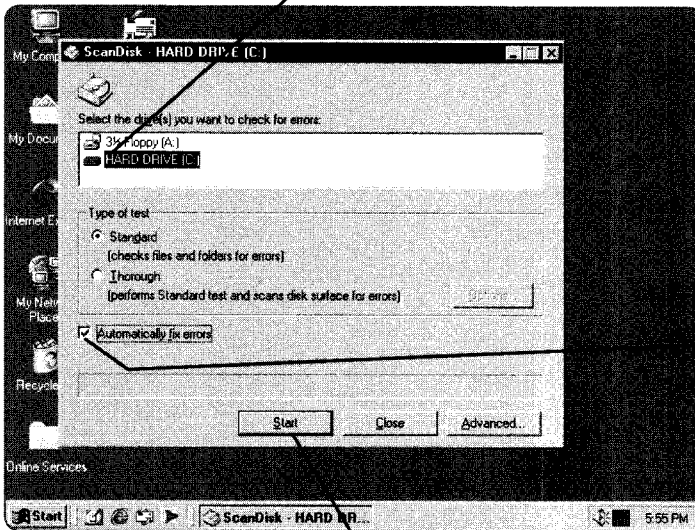 My Comp
ScanDisk - HARD DRIVE (C:)
Select the drive(s) you want to check for errors:
My Docu
3½ Floppy (A:)
HARD DRIVE (C:)
Internet E
Type of test
Standard
(checks files and folders for errors)
Thorough
(performs Standard test and scans disk surface for errors)
Options...
My Netw
Place
Automatically fix errors
Recycle
Start
Close
Advanced...
Online Services
Start
ScanDisk - HARD DR...
5:55 PM